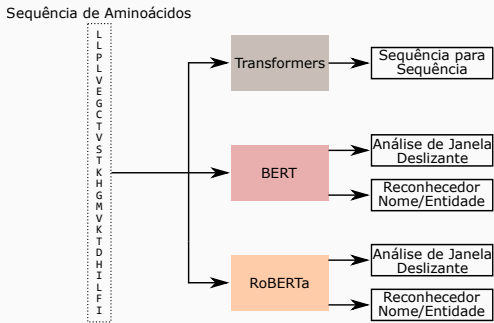 Sequência de Aminoácidos
L
L
P
L
V
E
G
C
T
V
S
T
K
H
G
M
V
K
T
D
H
I
L
F
I
Transformers
Sequência para
Sequência
BERT
Análise de Janela
Deslizante
Reconhecedor
Nome/Entidade
RoBERTa
Análise de Janela
Deslizante
Reconhecedor
Nome/Entidade